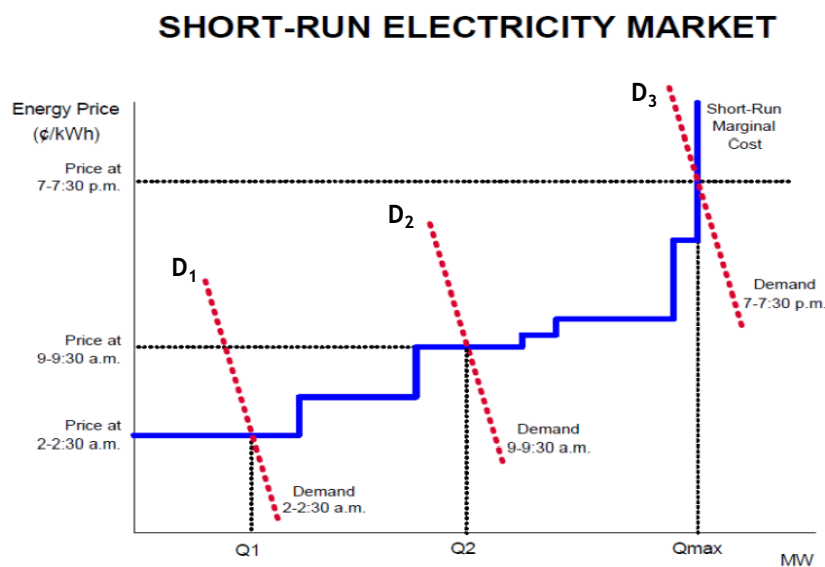 SHORT-RUN ELECTRICITY MARKET
Energy Price
(¢/kWh)
D3
Short-Run
Marginal
Cost
Price at
7-7:30 p.m.
D2
D1
Demand
7-7:30 p.m.
Price at
9-9:30 a.m.
Price at
2-2:30 a.m.
Demand
9-9:30 a.m.
Demand
2-2:30 a.m.
Q1
Q2
Qmax
MW